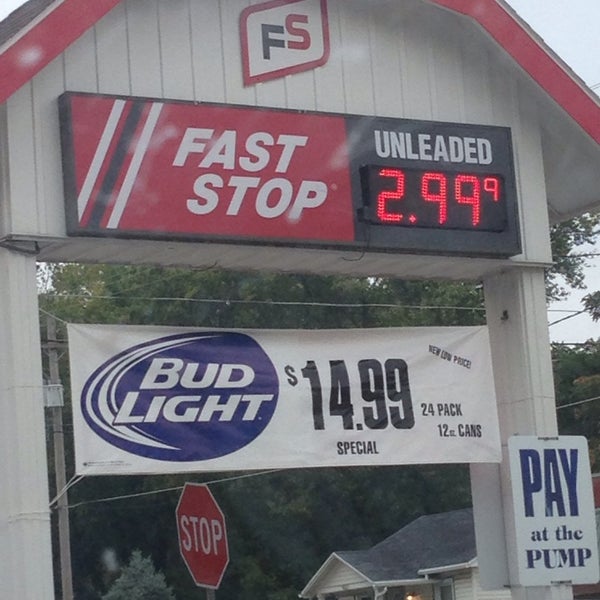 FS
FAST STOP
UNLEADED
2.99⁹
BUD LIGHT
$14.99
SPECIAL
NEW LOW PRICE!
24 PACK
12oz. CANS
STOP
PAY
at the
PUMP